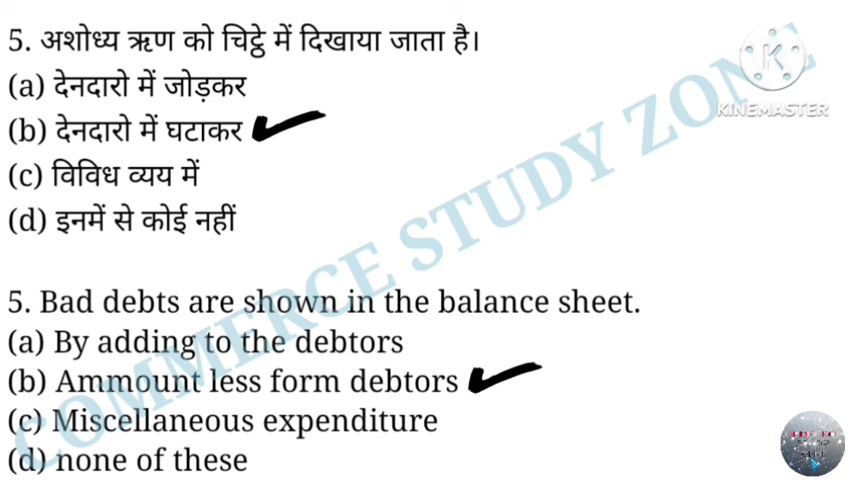 5. अशोध्य ऋण को चिट्ठे में दिखाया जाता है।
(a) देनदारो में जोड़कर
(b) देनदारो में घटाकर
(c) विविध व्यय में
(d) इनमें से कोई नहीं
KINEMASTER
COMMERCE STUDY ZONE
5. Bad debts are shown in the balance sheet.
(a) By adding to the debtors
(b) Ammount less form debtors
(c) Miscellaneous expenditure
(d) none of these